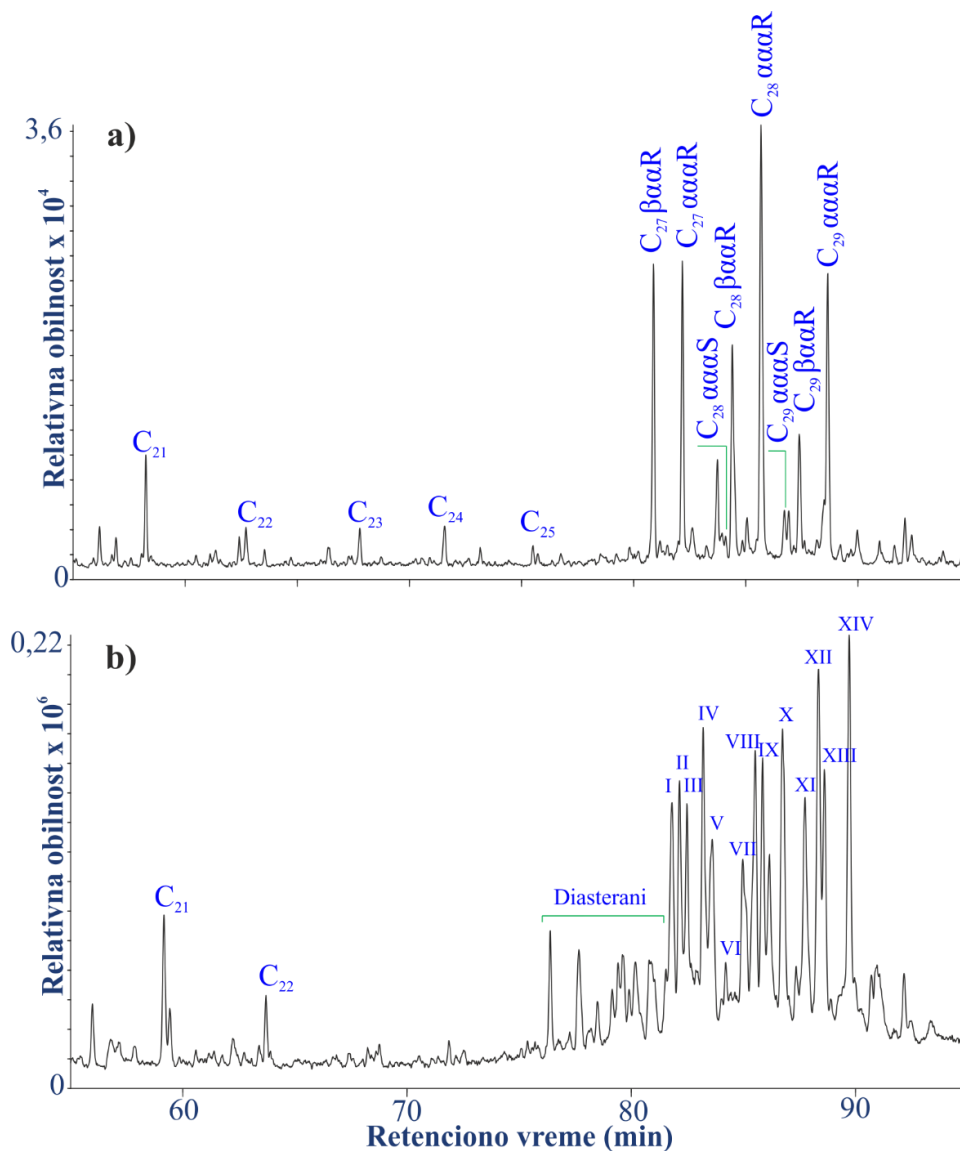 a)
3,6
0
Relativna obilnost x 10⁴
C₂₁
C₂₂
C₂₃
C₂₄
C₂₅
C₂₇ βααR
C₂₇ αααR
C₂₈ αααS
C₂₈ βααR
C₂₈ αααR
C₂₉ αααS
C₂₉ βααR
C₂₉ αααR
b)
0,22
0
Relativna obilnost x 10⁶
C₂₁
C₂₂
Diasterani
I
II
III
IV
V
VI
VII
VIII
IX
X
XI
XII
XIII
XIV
60 70 80 90
Retenciono vreme (min)